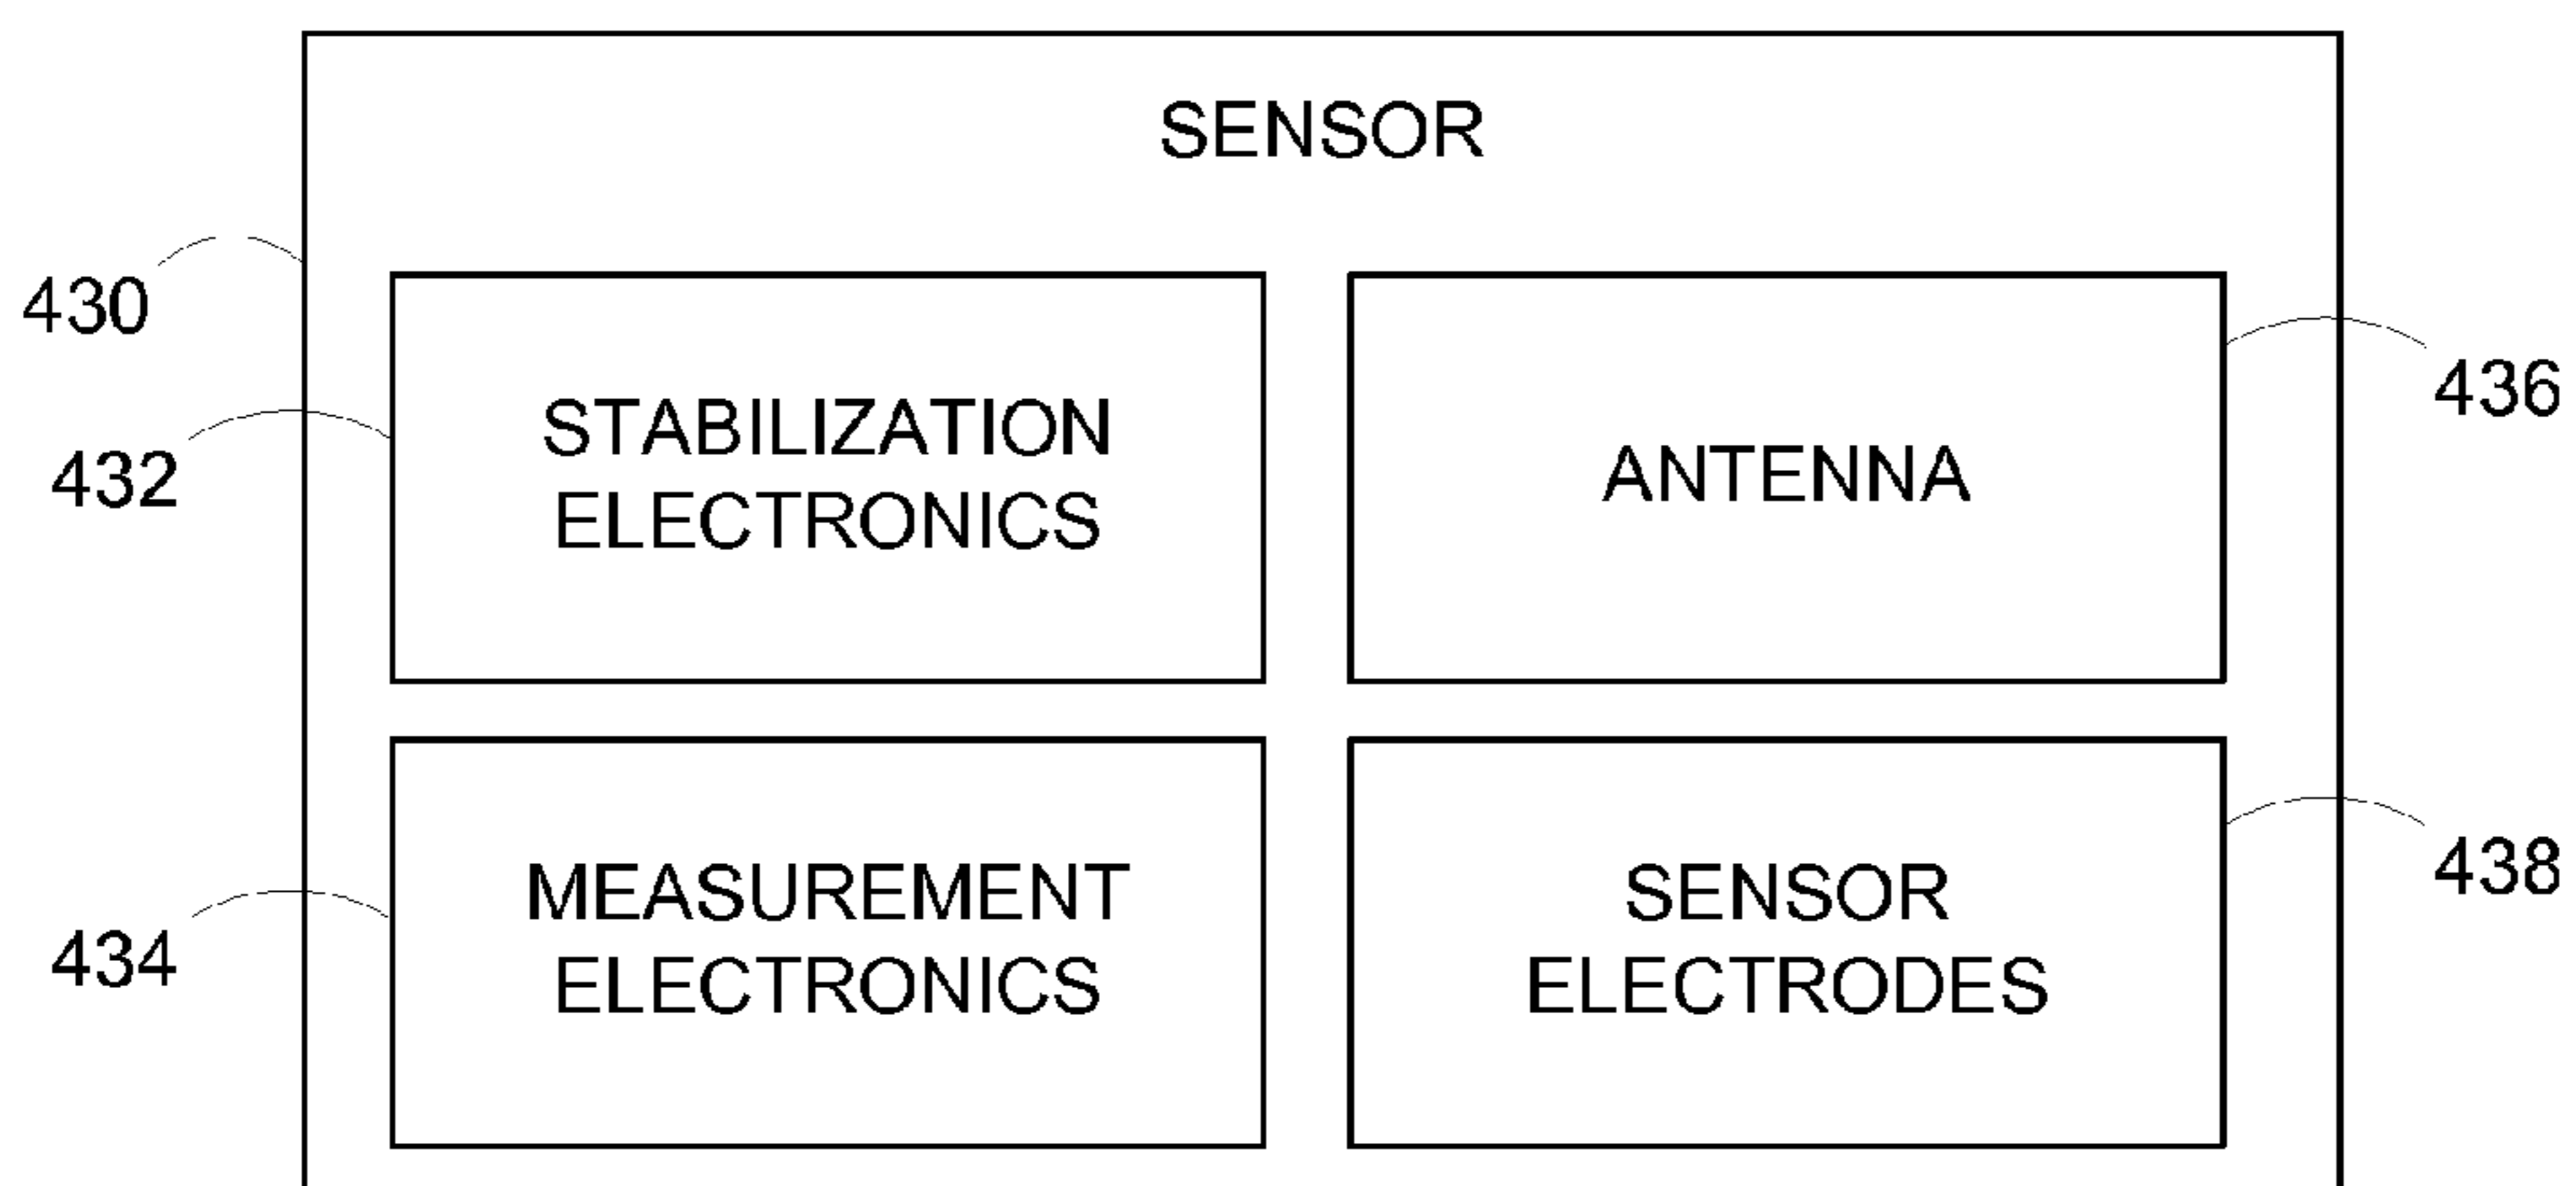 SENSOR
430
432
STABILIZATION
ELECTRONICS
ANTENNA
436
434
MEASUREMENT
ELECTRONICS
SENSOR
ELECTRODES
438